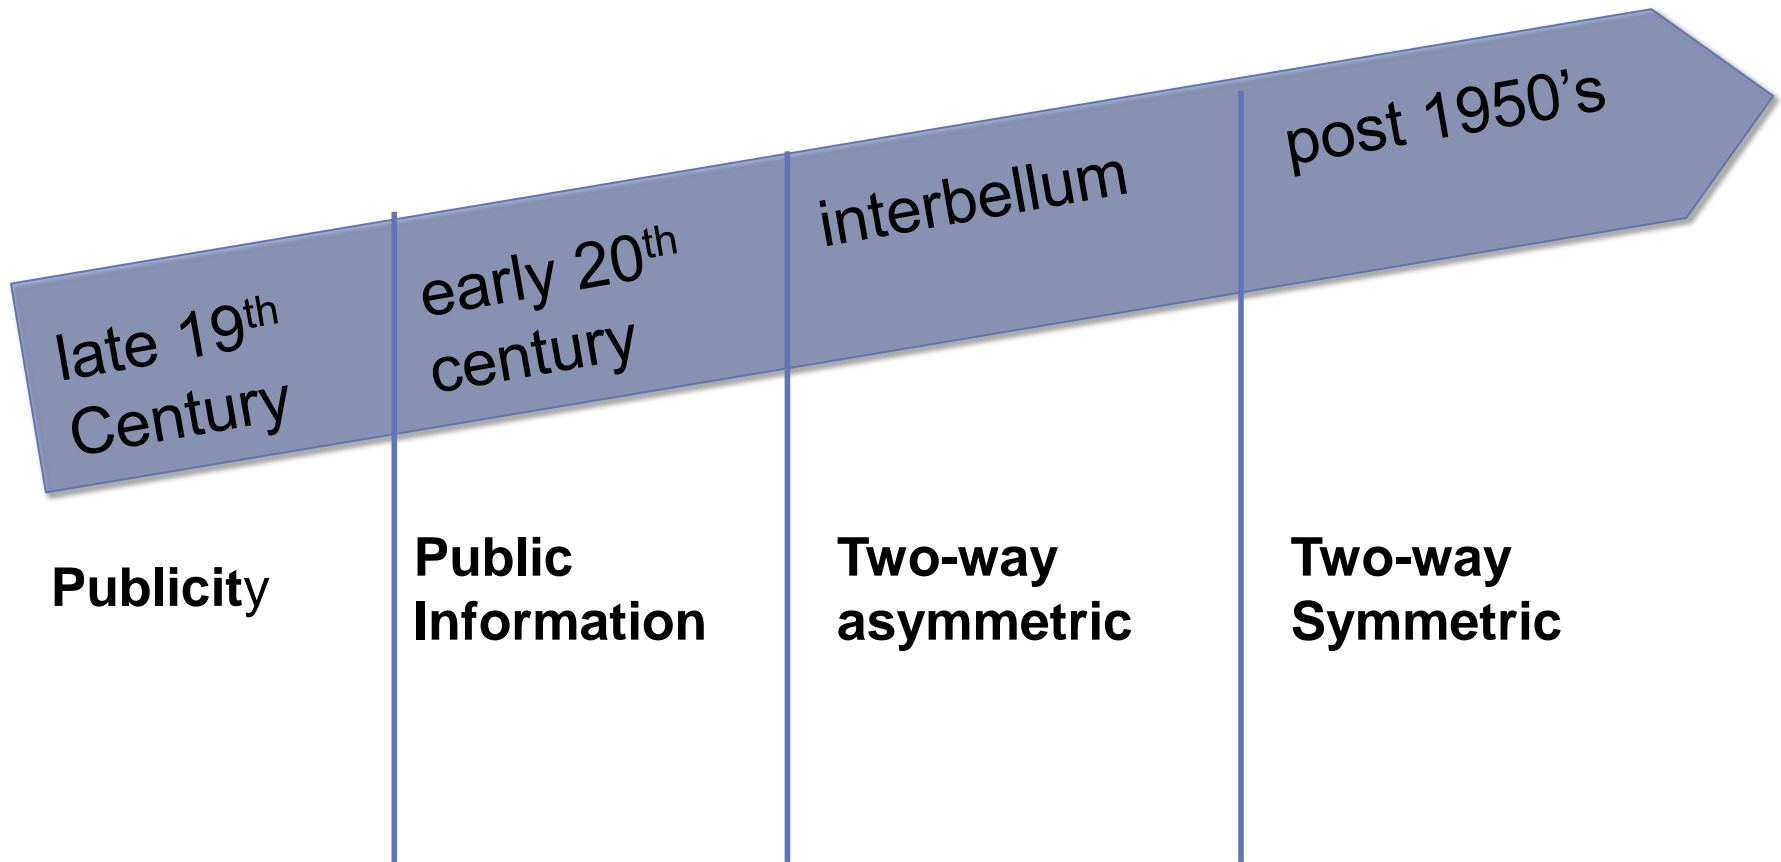 late 19th
Century
early 20th
century
interbellum
post 1950’s
Publicity
Public
Information
Two-way
asymmetric
Two-way
Symmetric